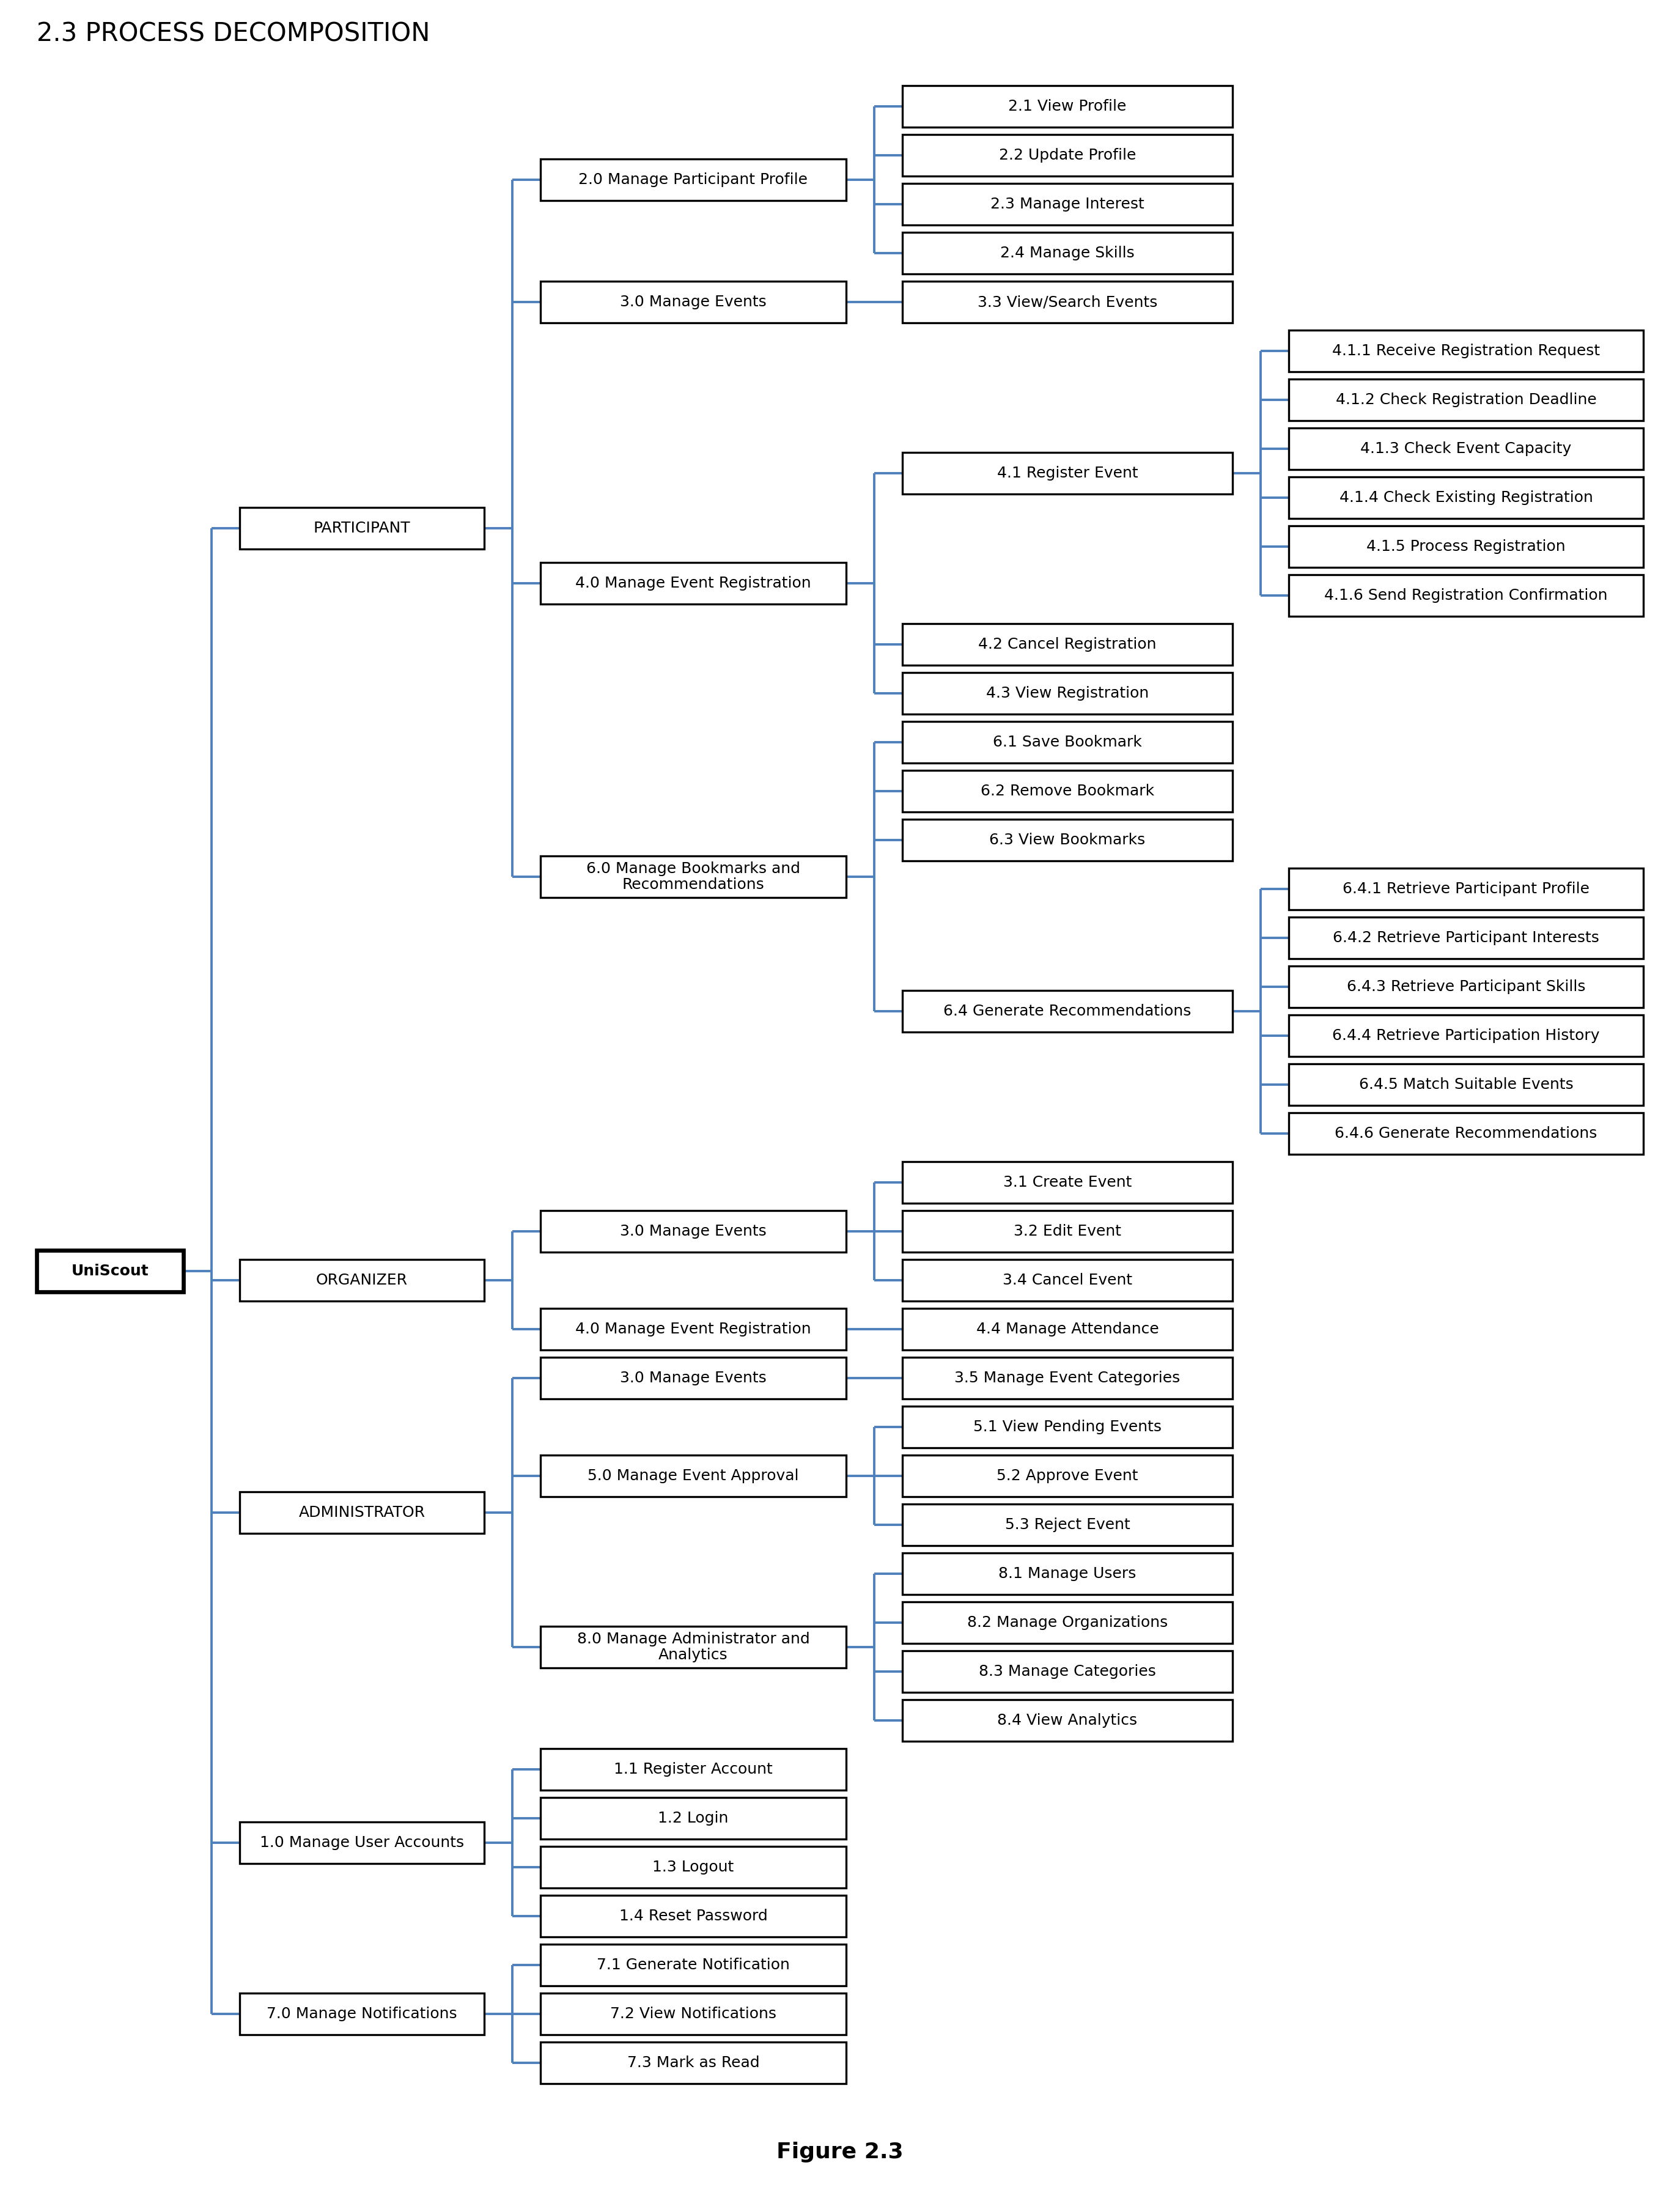 2.3 PROCESS DECOMPOSITION
UniScout
PARTICIPANT
2.0 Manage Participant Profile
2.1 View Profile
2.2 Update Profile
2.3 Manage Interest
2.4 Manage Skills
3.0 Manage Events
3.3 View/Search Events
4.0 Manage Event Registration
4.1 Register Event
4.1.1 Receive Registration Request
4.1.2 Check Registration Deadline
4.1.3 Check Event Capacity
4.1.4 Check Existing Registration
4.1.5 Process Registration
4.1.6 Send Registration Confirmation
4.2 Cancel Registration
4.3 View Registration
6.0 Manage Bookmarks and
Recommendations
6.1 Save Bookmark
6.2 Remove Bookmark
6.3 View Bookmarks
6.4 Generate Recommendations
6.4.1 Retrieve Participant Profile
6.4.2 Retrieve Participant Interests
6.4.3 Retrieve Participant Skills
6.4.4 Retrieve Participation History
6.4.5 Match Suitable Events
6.4.6 Generate Recommendations
ORGANIZER
3.0 Manage Events
3.1 Create Event
3.2 Edit Event
3.4 Cancel Event
4.0 Manage Event Registration
4.4 Manage Attendance
ADMINISTRATOR
3.0 Manage Events
3.5 Manage Event Categories
5.0 Manage Event Approval
5.1 View Pending Events
5.2 Approve Event
5.3 Reject Event
8.0 Manage Administrator and
Analytics
8.1 Manage Users
8.2 Manage Organizations
8.3 Manage Categories
8.4 View Analytics
1.0 Manage User Accounts
1.1 Register Account
1.2 Login
1.3 Logout
1.4 Reset Password
7.0 Manage Notifications
7.1 Generate Notification
7.2 View Notifications
7.3 Mark as Read
Figure 2.3